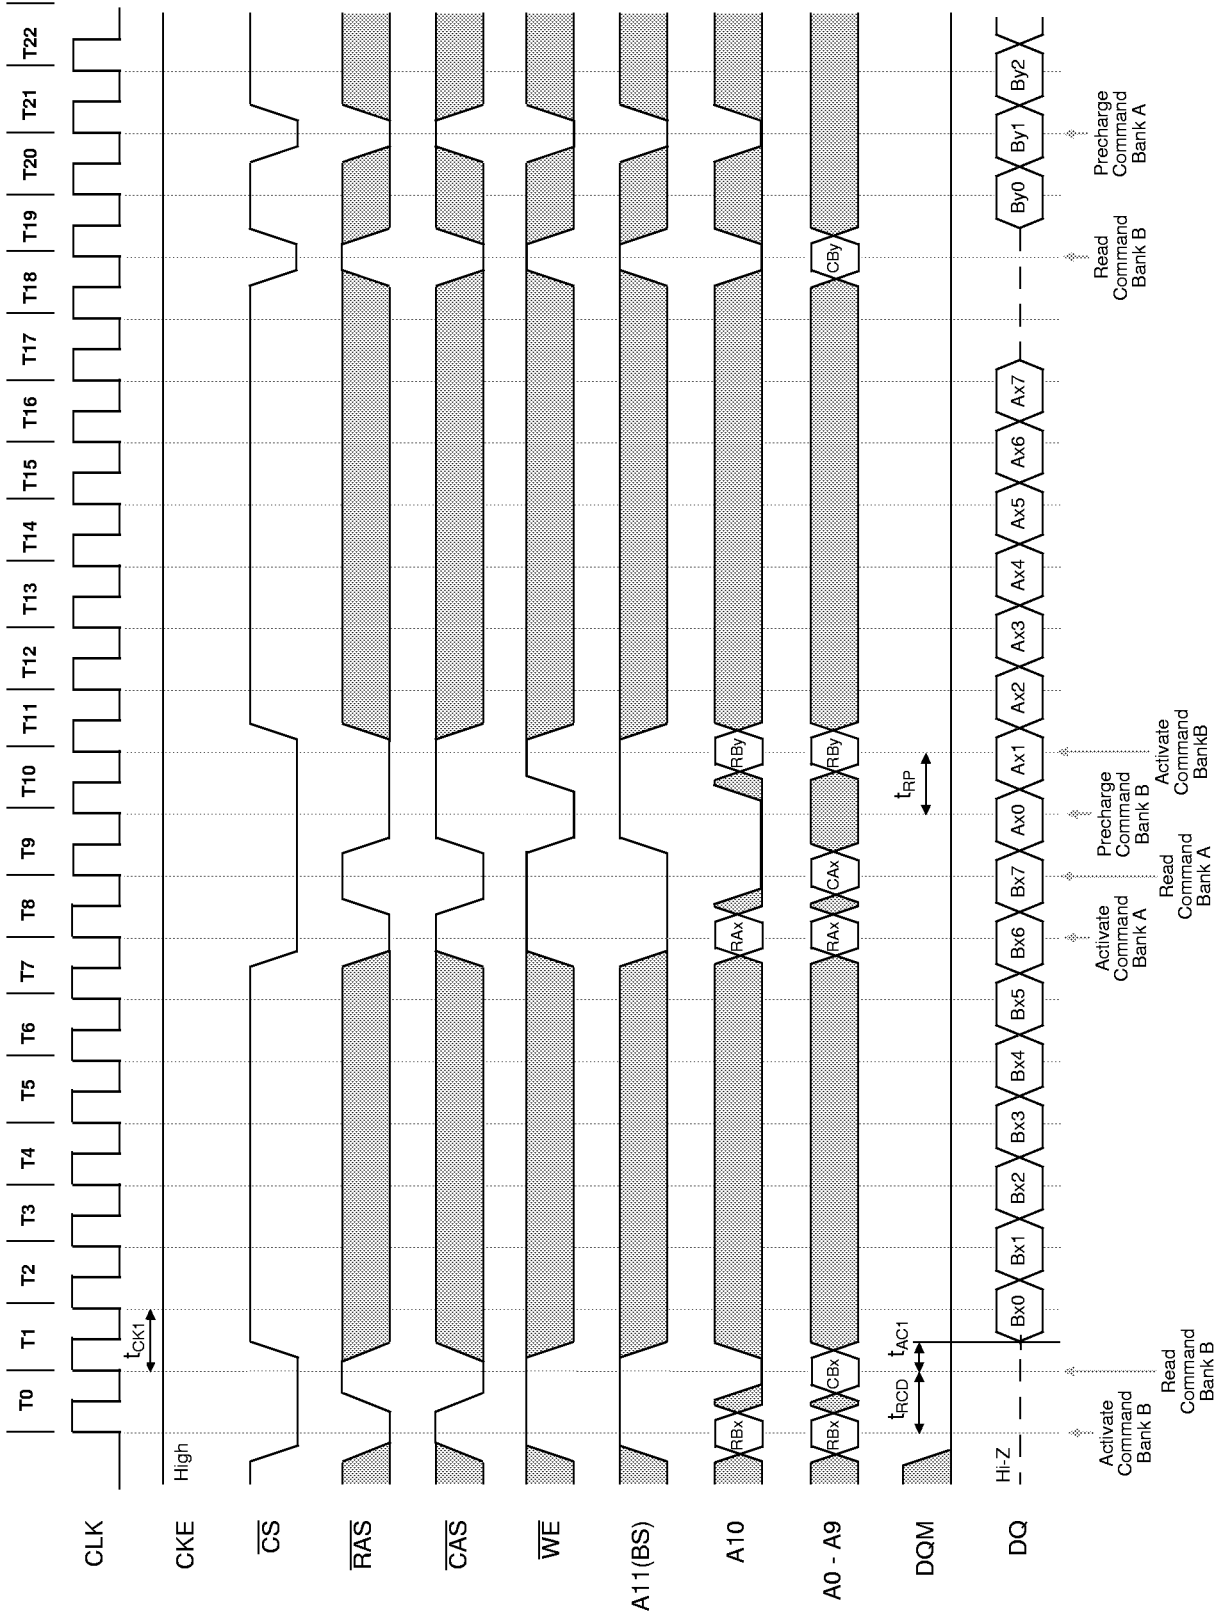 T0 T1 T2 T3 T4 T5 T6 T7 T8 T9 T10 T11 T12 T13 T14 T15 T16 T17 T18 T19 T20 T21 T22
CLK
tCK1
CKE
High
CS
RAS
CAS
WE
A11(BS)
A10
RBx RAx RBy
A0 - A9
RBx CBx RAx CAx RBy CBy
DQM
tRCD tAC1 tRP
DQ
Hi-Z
Bx0 Bx1 Bx2 Bx3 Bx4 Bx5 Bx6 Bx7 Ax0 Ax1 Ax2 Ax3 Ax4 Ax5 Ax6 Ax7 By0 By1 By2
Activate
Command
Bank B
Read
Command
Bank B
Activate
Command
Bank A
Read
Command
Bank A
Precharge
Command
Bank B
Activate
Command
BankB
Read
Command
Bank B
Precharge
Command
Bank A